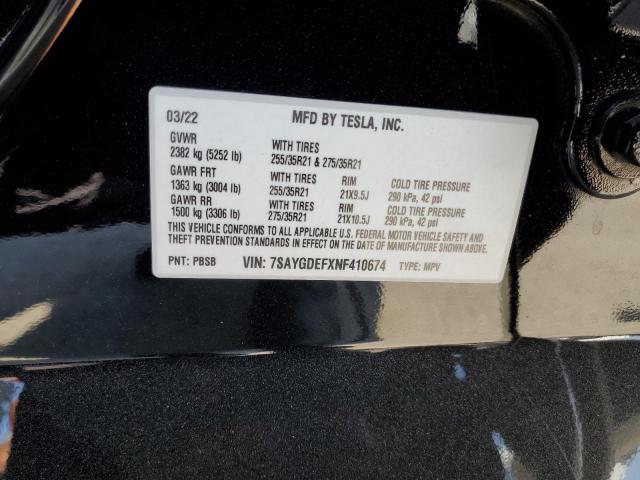 03/22 MFD BY TESLA, INC.
GVWR WITH TIRES
2382 kg (5252 lb) 255/35R21 & 275/35R21
GAWR FRT WITH TIRES RIM COLD TIRE PRESSURE
1363 kg (3004 lb) 255/35R21 21X9.5J 290 kPa, 42 psi
GAWR RR WITH TIRES RIM COLD TIRE PRESSURE
1500 kg (3306 lb) 275/35R21 21X10.5J 290 kPa, 42 psi
THIS VEHICLE CONFORMS TO ALL APPLICABLE U.S. FEDERAL MOTOR VEHICLE SAFETY AND
THEFT PREVENTION STANDARDS IN EFFECT ON THE DATE OF MANUFACTURE SHOWN ABOVE.
PNT: PBSB VIN: 7SAYGDEFXNF410674 TYPE: MPV